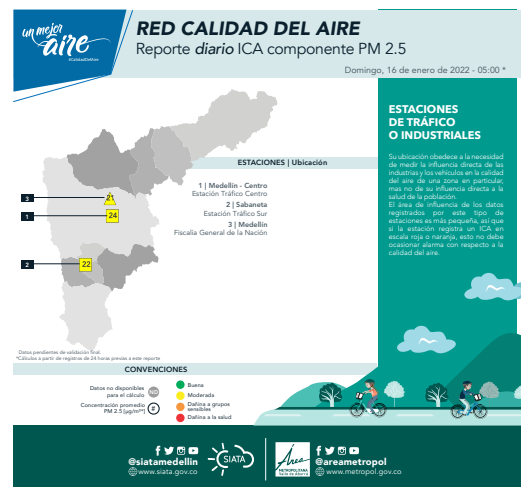 un mejor
aire
#CalidadDelAire
RED CALIDAD DEL AIRE
Reporte diario ICA componente PM 2.5
Domingo, 16 de enero de 2022 - 05:00 *
ESTACIONES
DE TRÁFICO
O INDUSTRIALES
Su ubicación obedece a la necesidad
de medir la influencia directa de las
industrias y los vehículos en la calidad
del aire de una zona en particular,
mas no de su influencia directa a la
salud de la población.
El área de influencia de los datos
registrados por este tipo de
estaciones es más pequeña, así que
si la estación registra un ICA en
escala roja o naranja, esto no debe
ocasionar alarma con respecto a la
calidad del aire.
ESTACIONES | Ubicación
1 | Medellín - Centro
Estación Tráfico Centro
2 | Sabaneta
Estación Tráfico Sur
3 | Medellín
Fiscalía General de la Nación
3
21
1
24
2
22
Datos pendientes de validación final.
*Cálculos a partir de registros de 24 horas previas a este reporte
CONVENCIONES
Datos no disponibles
para el cálculo
Concentración promedio
PM 2.5 [µg/m³]
#
Buena
Moderada
Dañina a grupos
sensibles
Dañina a la salud
@siatamedellin
www.siata.gov.co
SIATA
Área
METROPOLITANA
Valle de Aburrá
@areametropol
www.metropol.gov.co